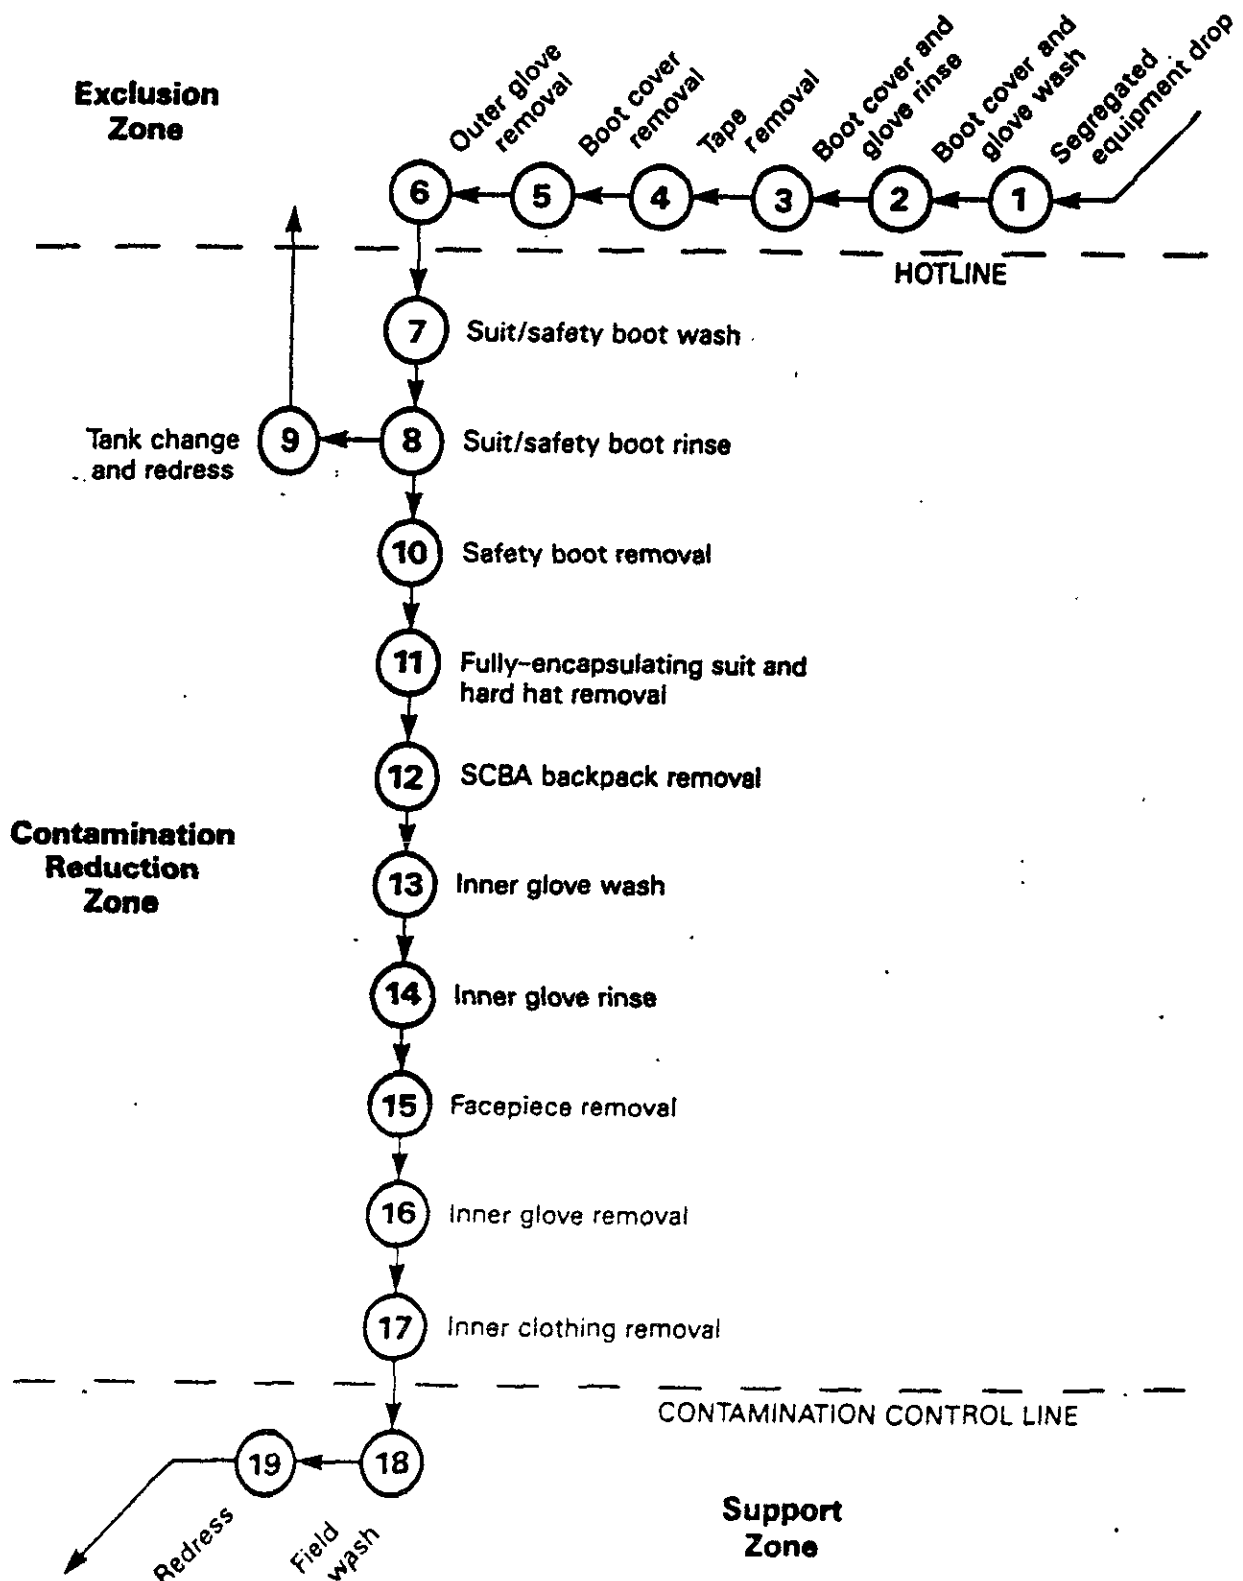 Exclusion
Zone
Outer glove
removal
Boot cover
removal
Tape
removal
Boot cover and
glove rinse
Boot cover and
glove wash
Segregated
equipment drop
6
5
4
3
2
1
HOTLINE
7
Suit/safety boot wash
Tank change
and redress
9
8
Suit/safety boot rinse
10
Safety boot removal
11
Fully-encapsulating suit and
hard hat removal
12
SCBA backpack removal
Contamination
Reduction
Zone
13
Inner glove wash
14
Inner glove rinse
15
Facepiece removal
16
Inner glove removal
17
Inner clothing removal
CONTAMINATION CONTROL LINE
19
18
Redress
Field
wash
Support
Zone